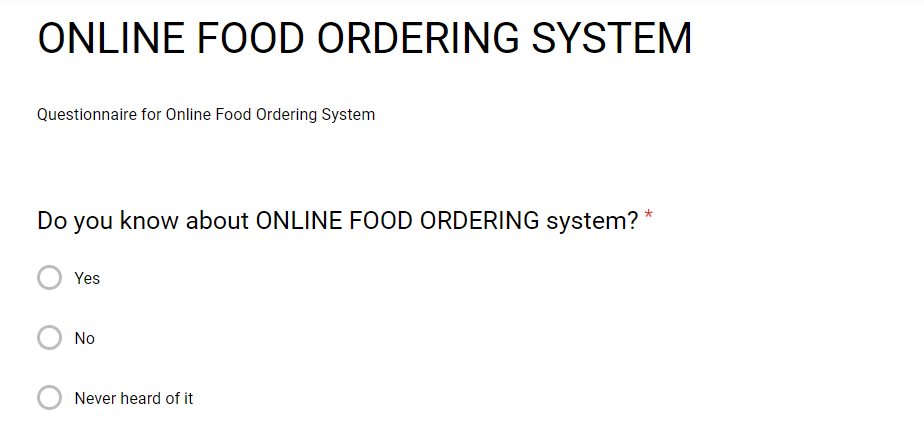 ONLINE FOOD ORDERING SYSTEM
Questionnaire for Online Food Ordering System
Do you know about ONLINE FOOD ORDERING system? *
Yes
No
Never heard of it